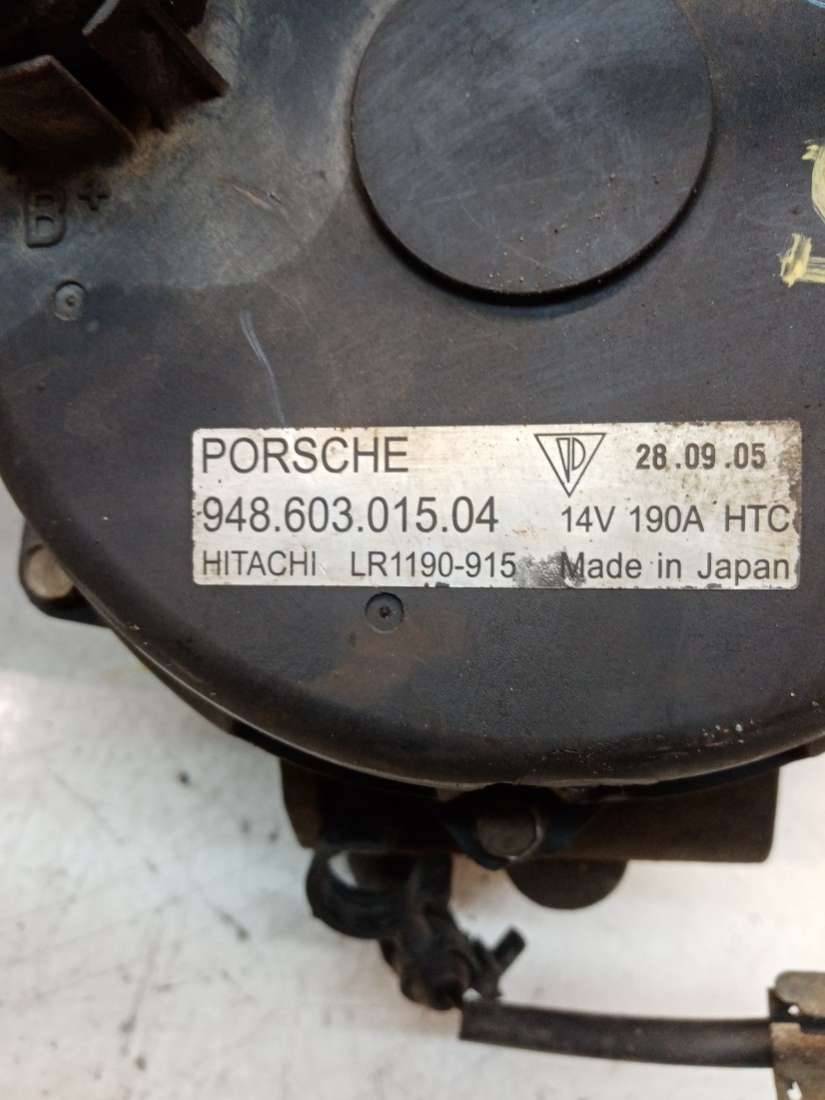 B+
PORSCHE 28.09.05
948.603.015.04 14V 190A HTC
HITACHI LR1190-915 Made in Japan